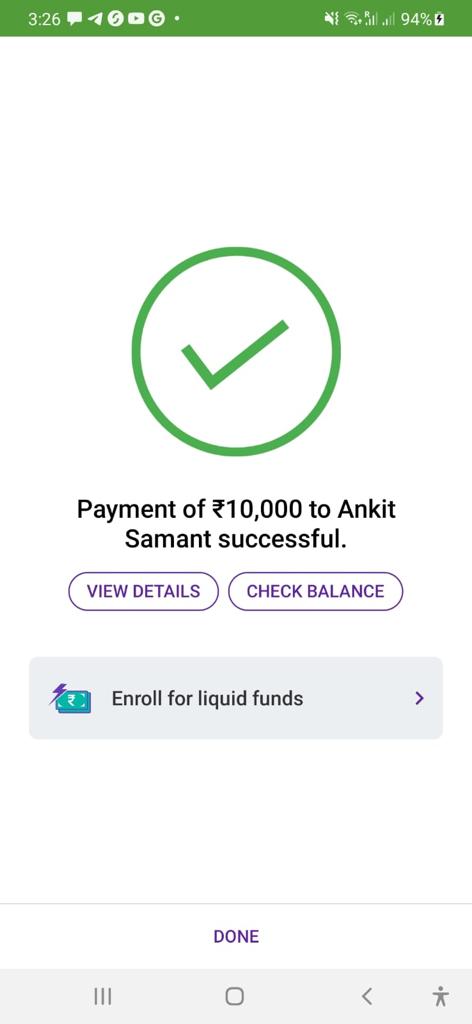 3:26
R
94%
Payment of ₹10,000 to Ankit
Samant successful.
VIEW DETAILS
CHECK BALANCE
₹
Enroll for liquid funds
DONE